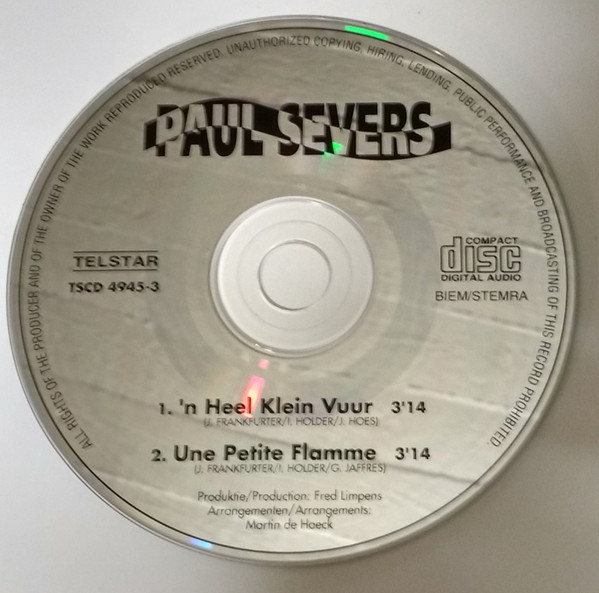 ALL RIGHTS OF THE PRODUCER AND OF THE OWNER OF THE WORK REPRODUCED RESERVED. UNAUTHORIZED COPYING, HIRING, LENDING, PUBLIC PERFORMANCE AND BROADCASTING OF THIS RECORD PROHIBITED.
PAUL SEVERS
TELSTAR
TSCD 4945-3
COMPACT
disc
DIGITAL AUDIO
BIEM/STEMRA
1. 'n Heel Klein Vuur 3'14
(J. FRANKFURTER/I. HOLDER/J. HOES)
2. Une Petite Flamme 3'14
(J. FRANKFURTER/I. HOLDER/G. JAFFRES)
Produktie/Production: Fred Limpens
Arrangementen/Arrangements:
Martin de Haeck